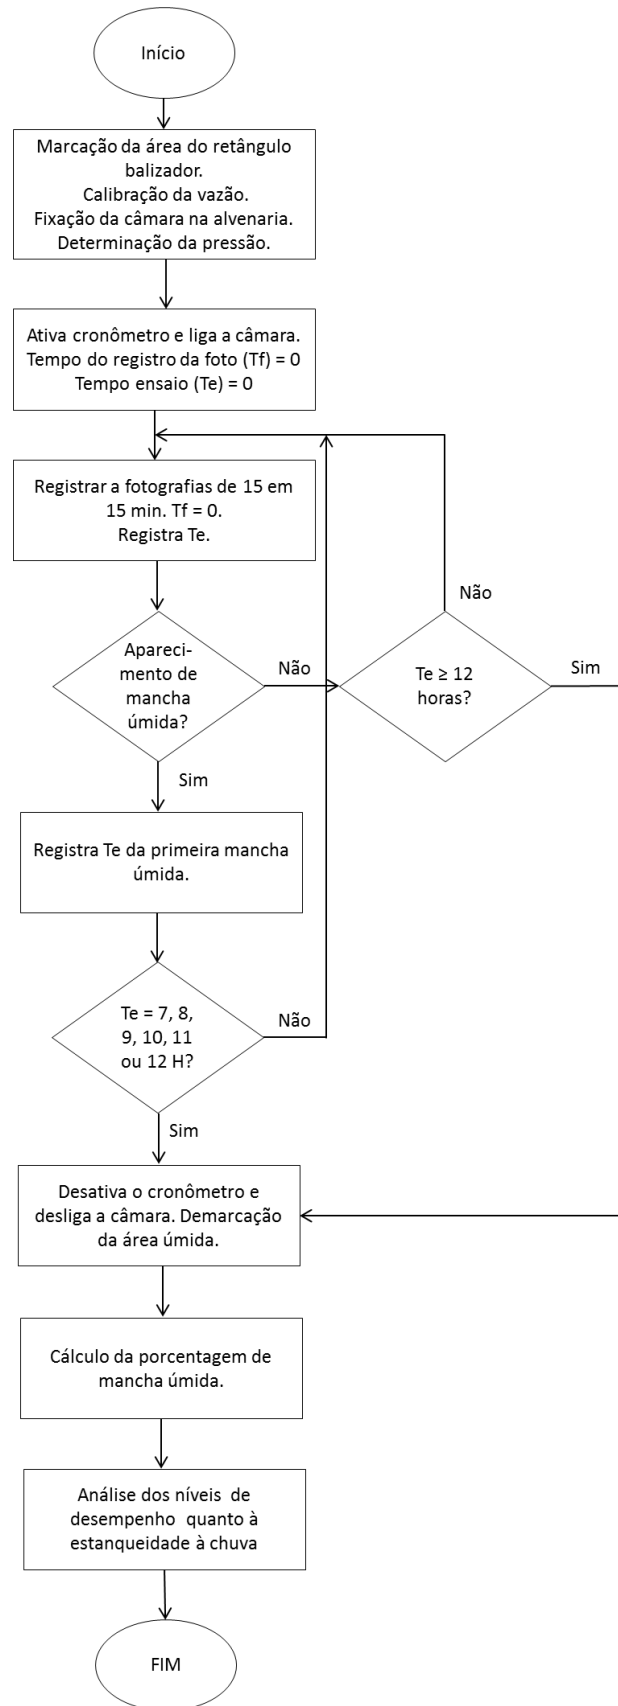 Início
Marcação da área do retângulo
balizador.
Calibração da vazão.
Fixação da câmara na alvenaria.
Determinação da pressão.
Ativa cronômetro e liga a câmara.
Tempo do registro da foto (Tf) = 0
Tempo ensaio (Te) = 0
Registrar a fotografias de 15 em
15 min. Tf = 0.
Registra Te.
Não
Apareci-
mento de
mancha
úmida?
Não
Te ≥ 12
horas?
Sim
Sim
Registra Te da primeira mancha
úmida.
Te = 7, 8,
9, 10, 11
ou 12 H?
Não
Sim
Desativa o cronômetro e
desliga a câmara. Demarcação
da área úmida.
Cálculo da porcentagem de
mancha úmida.
Análise dos níveis de
desempenho quanto à
estanqueidade à chuva
FIM